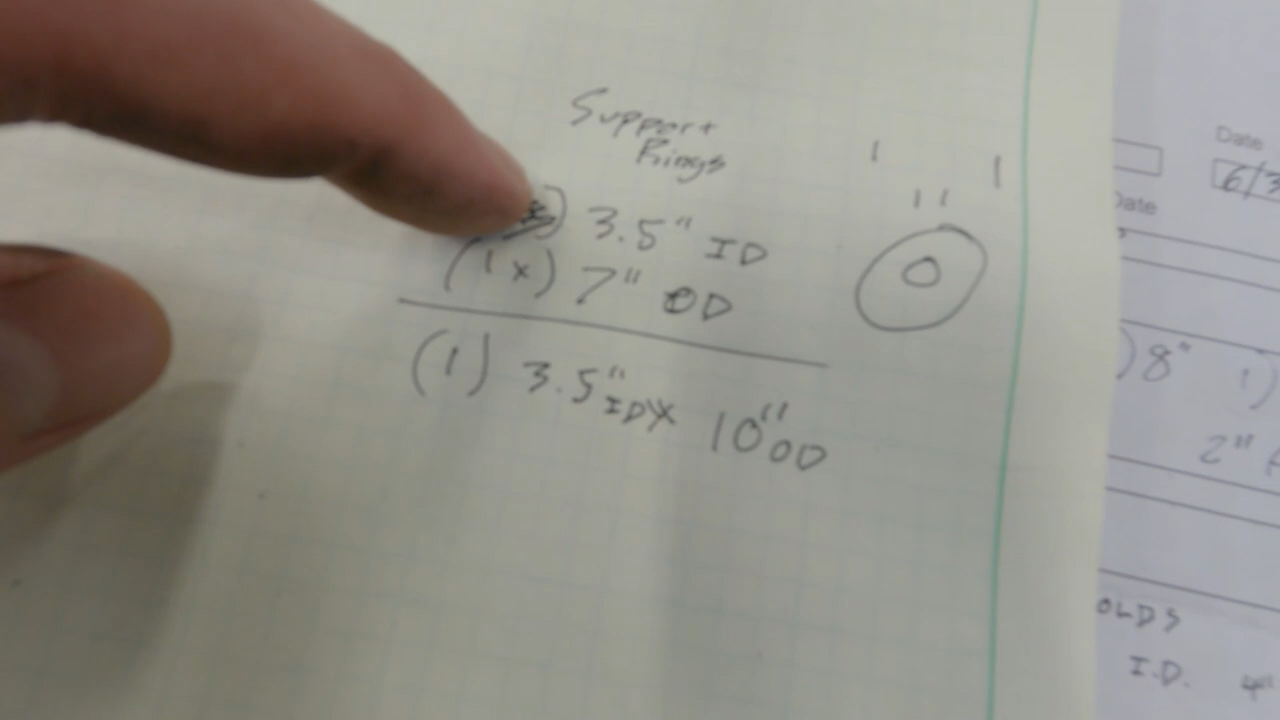 Support
Rings
3.5" ID
(1x) 7" OD
(1) 3.5" ID X 10" OD
Date
6/3
Date
8" 1)
2"
OLDS
I.D. 4"